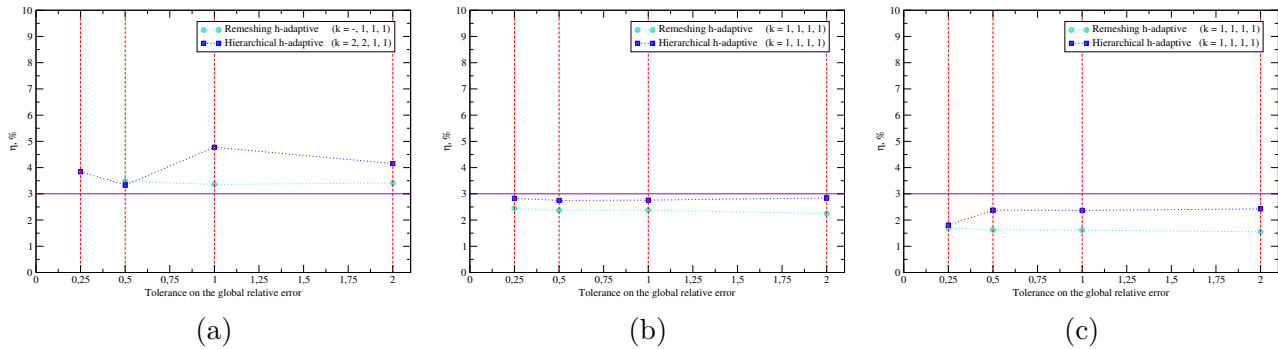 Remeshing h-adaptive (k = -, 1, 1, 1)
Hierarchical h-adaptive (k = 2, 2, 1, 1)
10
9
8
7
6
5
4
3
2
1
0
η, %
0 0,25 0,5 0,75 1 1,25 1,5 1,75 2
Tolerance on the global relative error
(a)
Remeshing h-adaptive (k = 1, 1, 1, 1)
Hierarchical h-adaptive (k = 1, 1, 1, 1)
10
9
8
7
6
5
4
3
2
1
0
η, %
0 0,25 0,5 0,75 1 1,25 1,5 1,75 2
Tolerance on the global relative error
(b)
Remeshing h-adaptive (k = 1, 1, 1, 1)
Hierarchical h-adaptive (k = 1, 1, 1, 1)
10
9
8
7
6
5
4
3
2
1
0
η, %
0 0,25 0,5 0,75 1 1,25 1,5 1,75 2
Tolerance on the global relative error
(c)